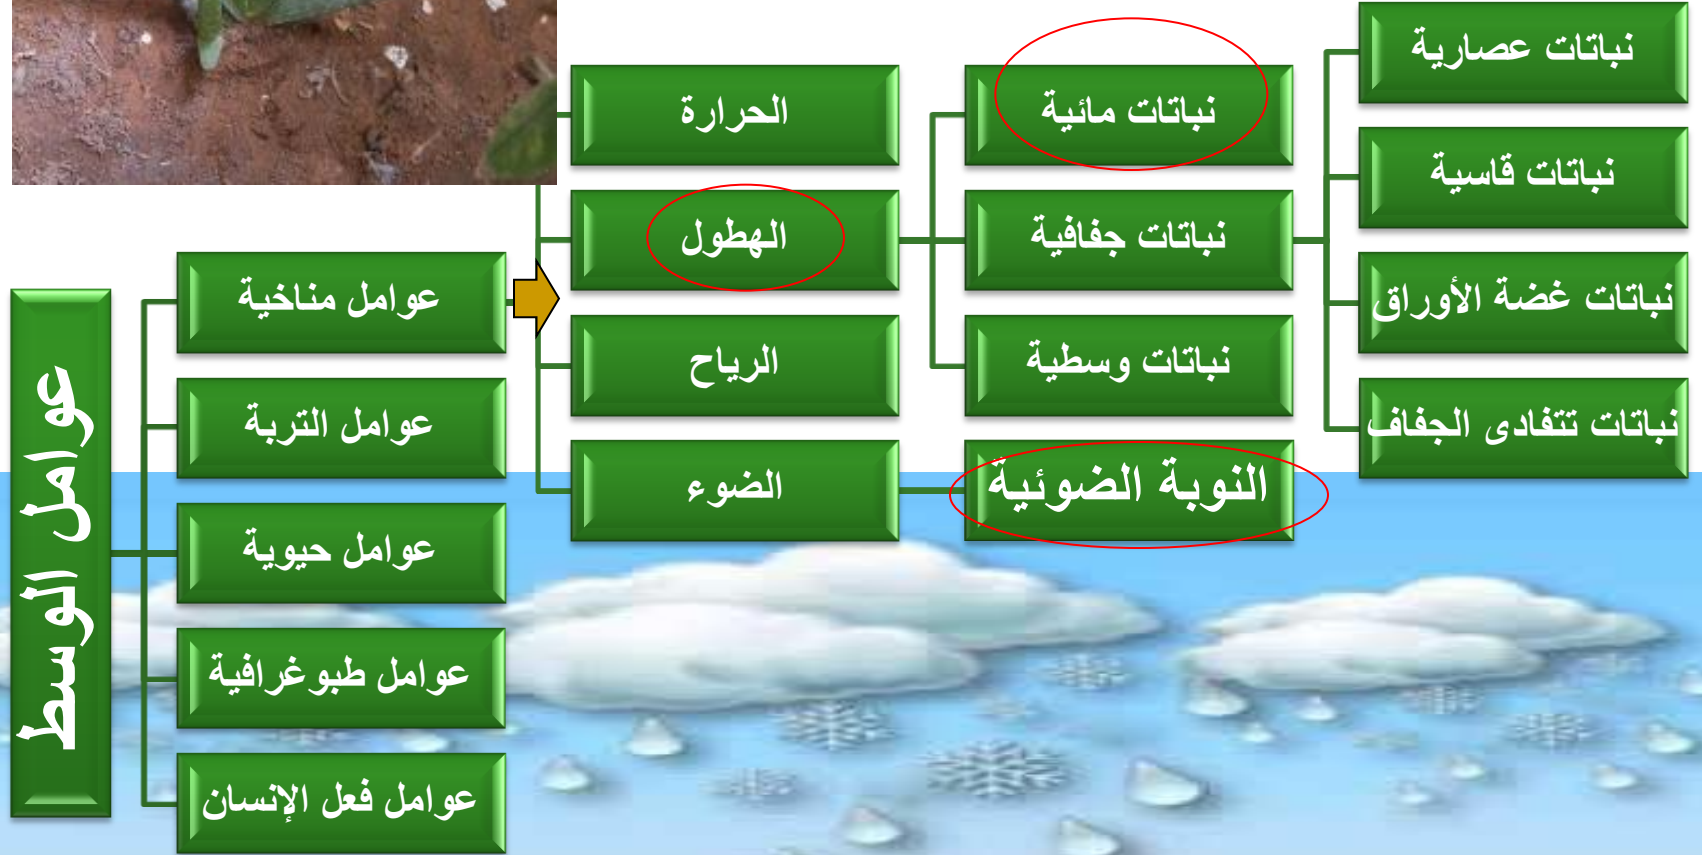 عوامل الوسط
عوامل مناخية
عوامل التربة
عوامل حيوية
عوامل طبوغرافية
عوامل فعل الإنسان
الحرارة
الهطول
الرياح
الضوء
نباتات مائية
نباتات جفافية
نباتات وسطية
النوبة الضوئية
نباتات عصارية
نباتات قاسية
نباتات غضة الأوراق
نباتات تتفادى الجفاف